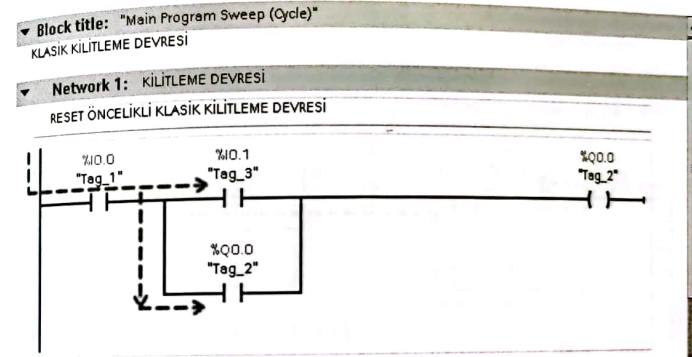 Block title: "Main Program Sweep (Cycle)"
KLASİK KİLİTLEME DEVRESİ
Network 1: KİLİTLEME DEVRESİ
RESET ÖNCELİKLİ KLASİK KİLİTLEME DEVRESİ
%I0.0
"Tag_1"
%I0.1
"Tag_3"
%Q0.0
"Tag_2"
%Q0.0
"Tag_2"